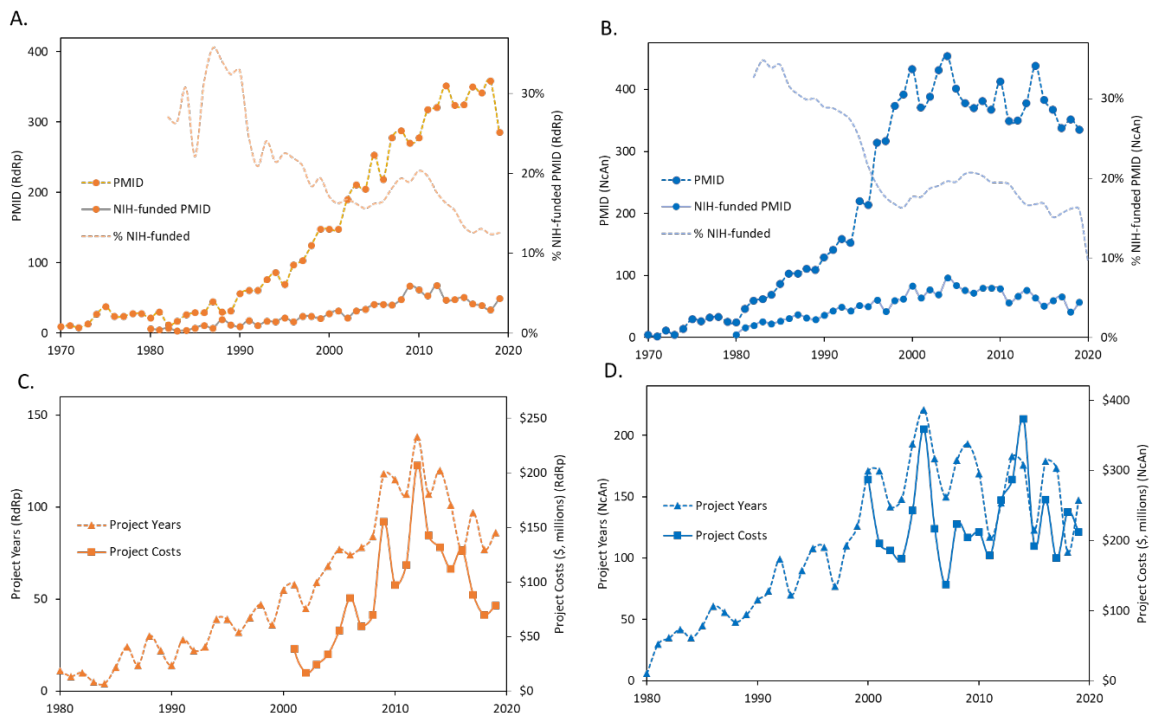 A.
400
300
200
100
0
PMID (RdRp)
30%
20%
10%
0%
% NIH-funded PMID (RdRp)
PMID
NIH-funded PMID
% NIH-funded
1970
1980
1990
2000
2010
2020
B.
400
300
200
100
0
PMID (NcAn)
30%
20%
10%
0%
% NIH-funded PMID (NcAn)
PMID
NIH-funded PMID
% NIH-funded
1970
1980
1990
2000
2010
2020
C.
150
100
50
0
Project Years (RdRp)
$250
$200
$150
$100
$50
$0
Project Costs ($, millions) (RdRp)
Project Years
Project Costs
1980
1990
2000
2010
2020
D.
200
150
100
50
0
Project Years (NcAn)
$400
$300
$200
$100
$0
Project Costs ($, millions) (NcAn)
Project Years
Project Costs
1980
1990
2000
2010
2020